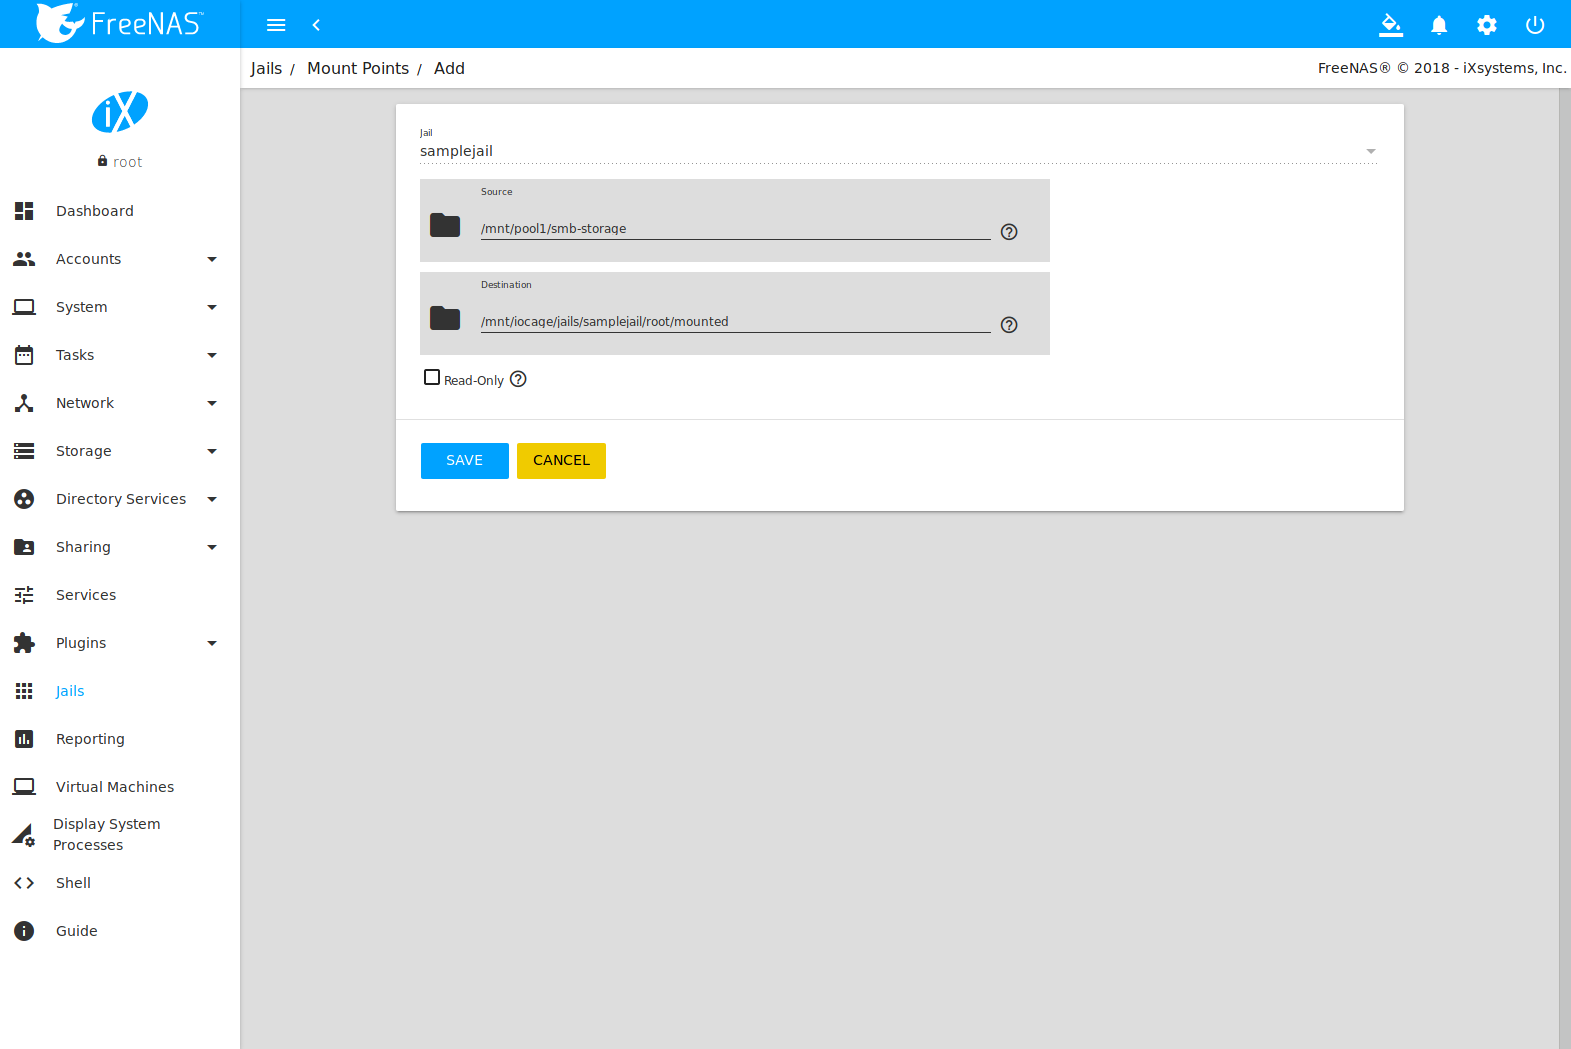 FreeNAS™
Jails / Mount Points / Add
FreeNAS® © 2018 - iXsystems, Inc.
iX
root
Dashboard
Accounts
System
Tasks
Network
Storage
Directory Services
Sharing
Services
Plugins
Jails
Reporting
Virtual Machines
Display System
Processes
Shell
Guide
Jail
samplejail
Source
/mnt/pool1/smb-storage
Destination
/mnt/iocage/jails/samplejail/root/mounted
Read-Only
SAVE
CANCEL